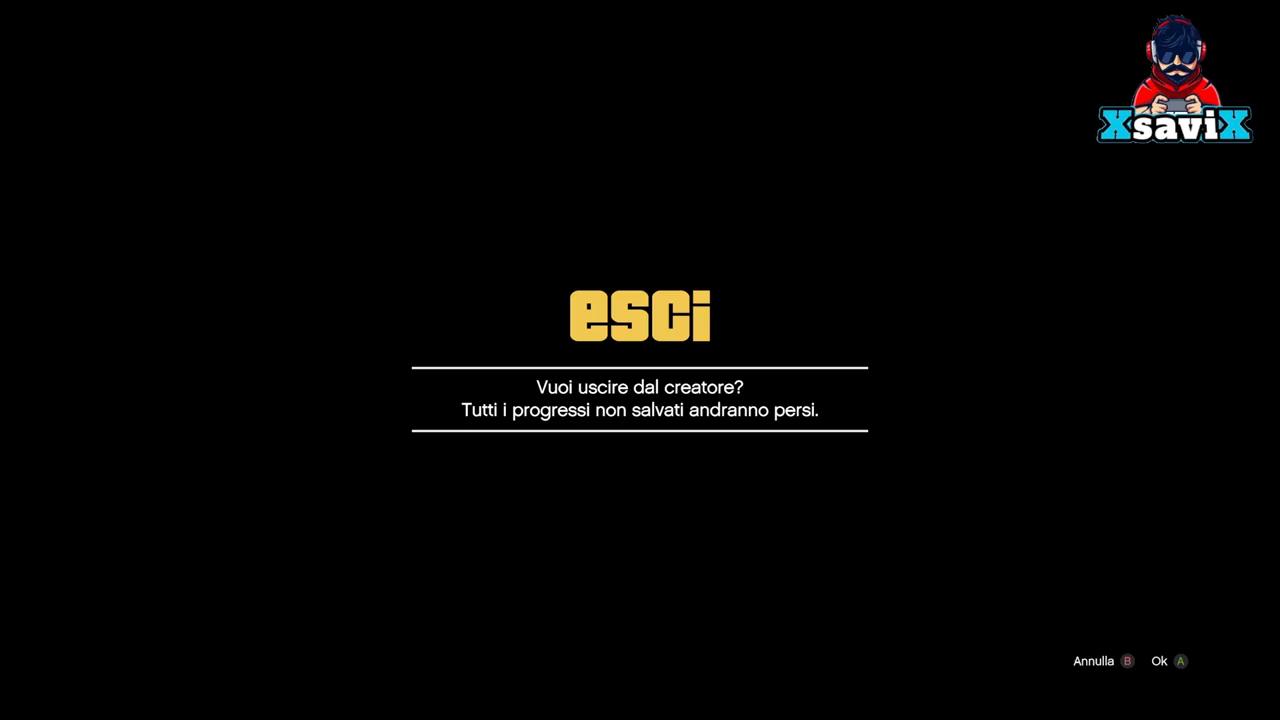 XsaviX
esci
Vuoi uscire dal creatore?
Tutti i progressi non salvati andranno persi.
Annulla B Ok A